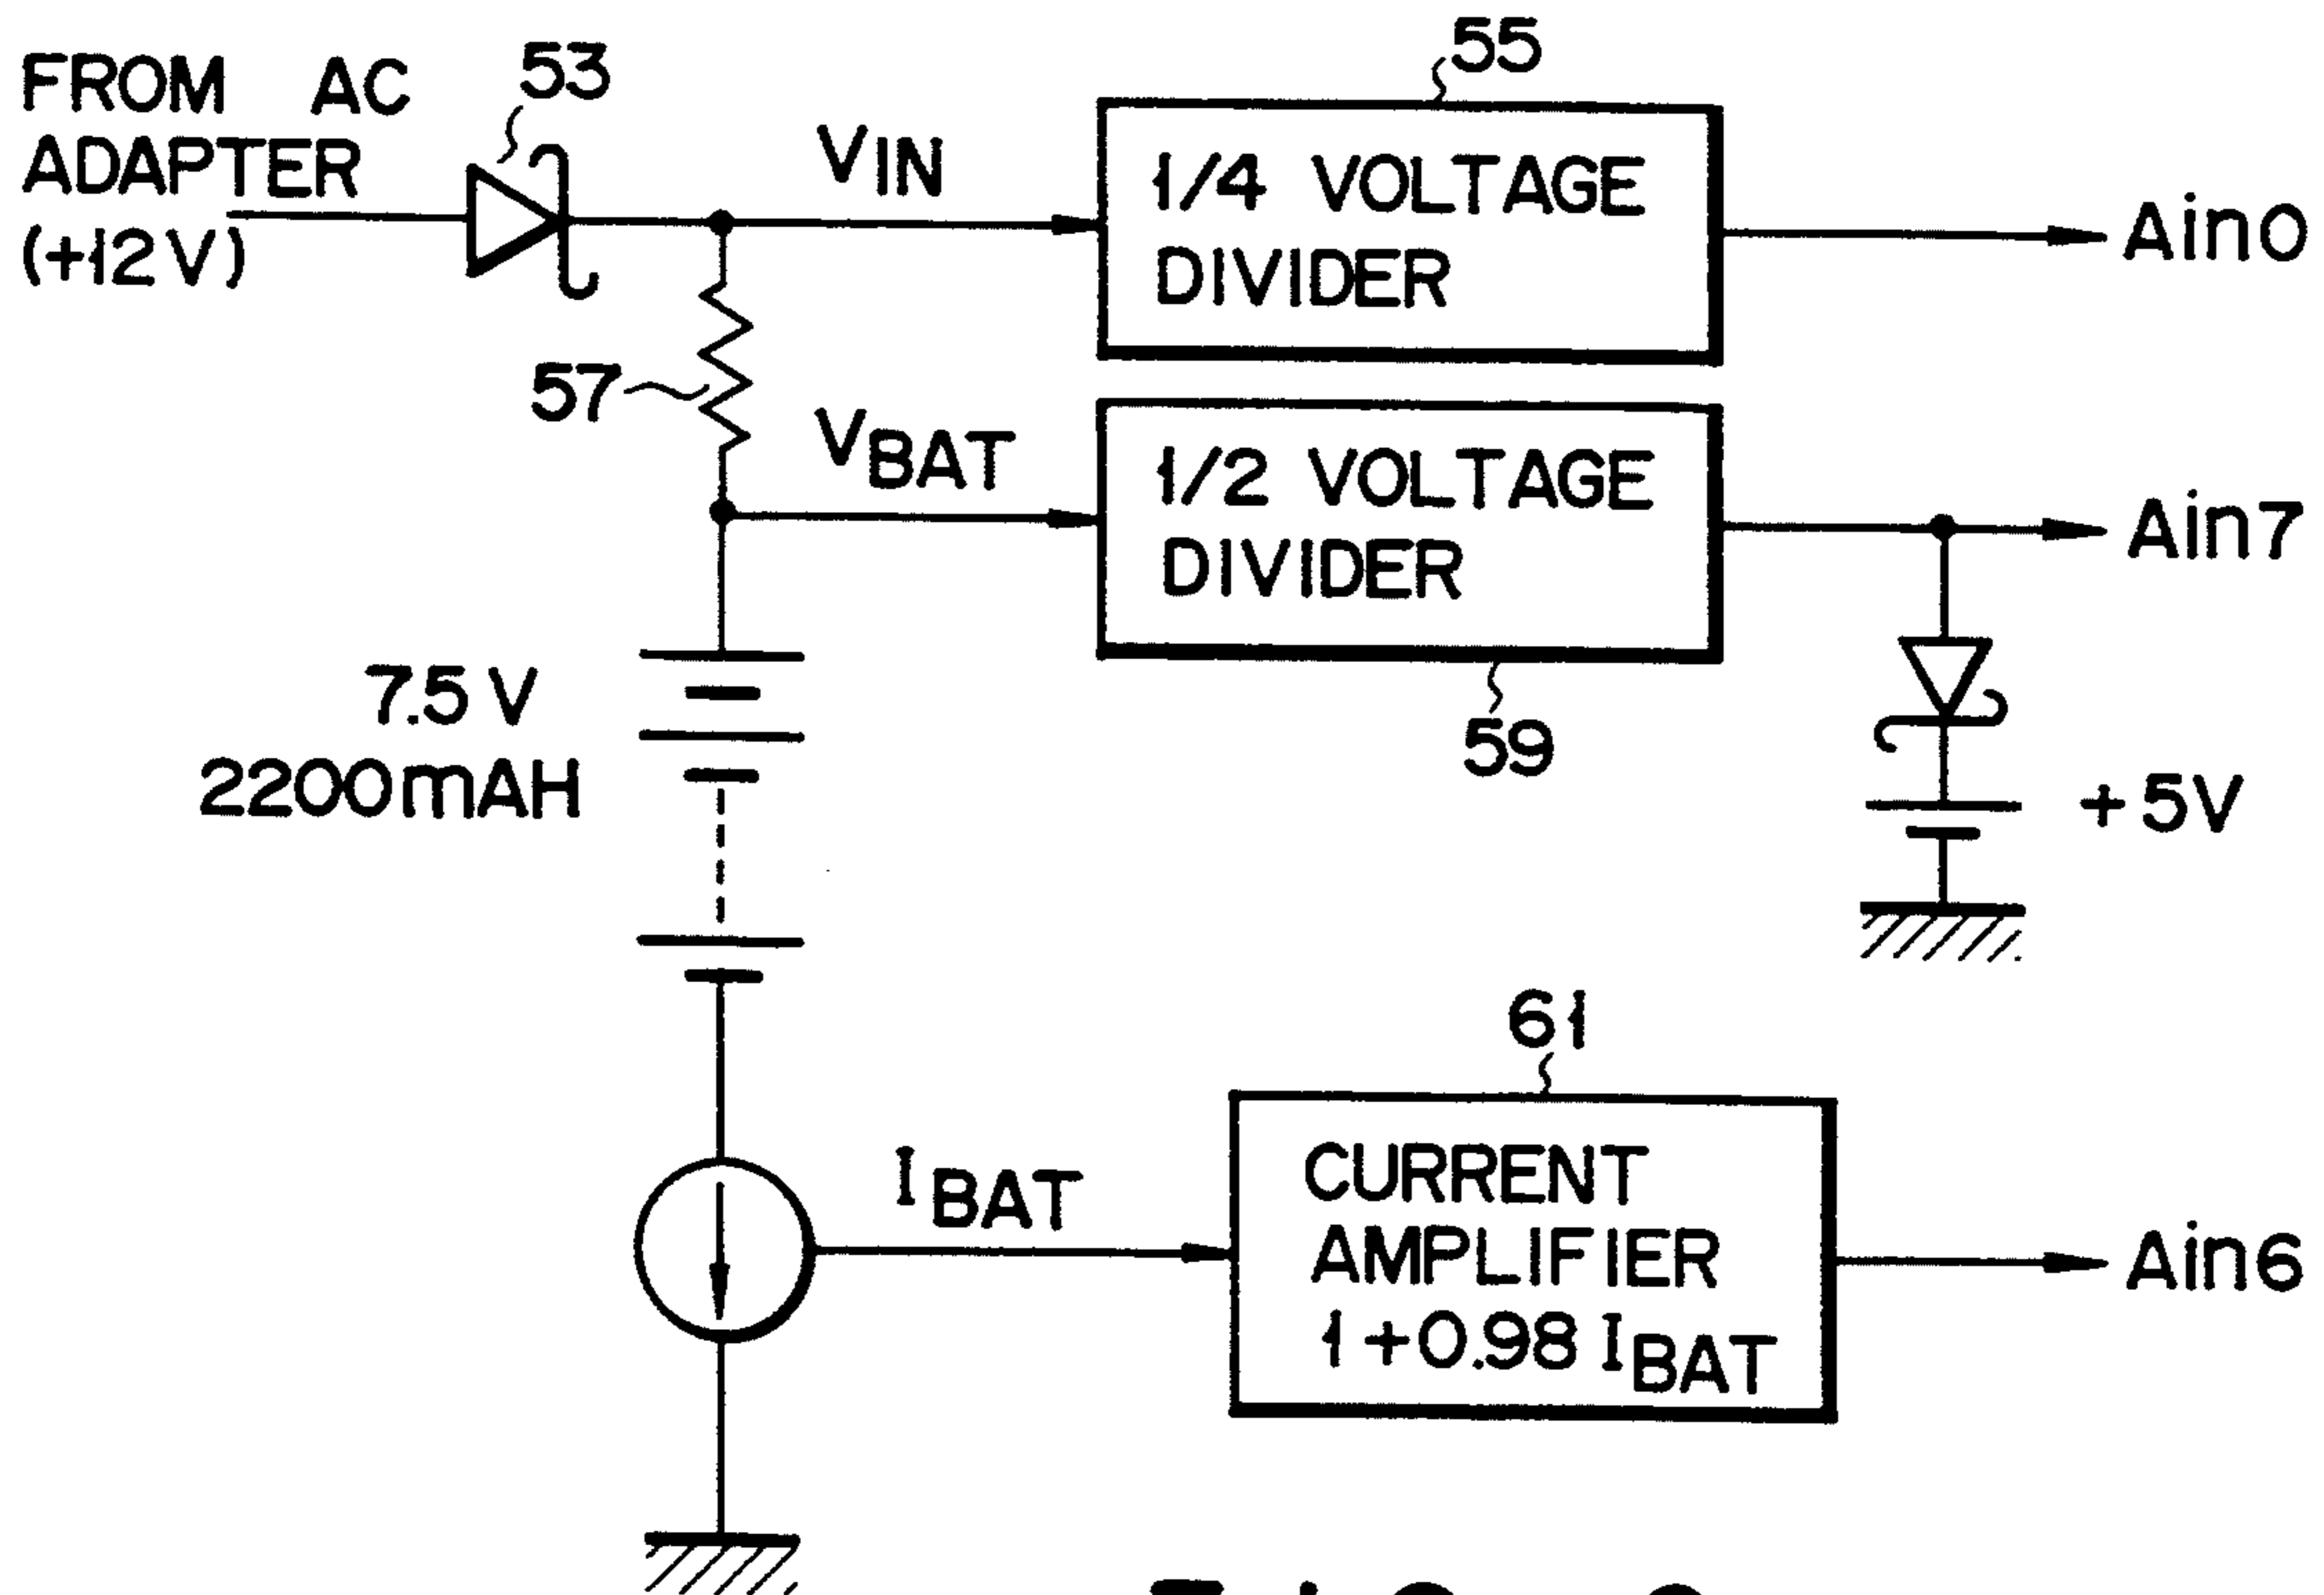 FROM AC
ADAPTER
(+12V)
53
VIN
55
1/4 VOLTAGE
DIVIDER
Ain0
57
VBAT
1/2 VOLTAGE
DIVIDER
59
Ain7
7.5V
2200mAH
+5V
61
IBAT
CURRENT
AMPLIFIER
1+0.98 IBAT
Ain6